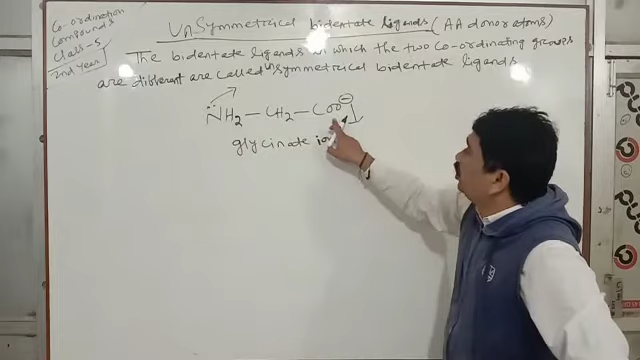 Co-ordination
Compounds
Class-5
2nd Year
UnSymmetrical bidentate ligands (AA donor atoms)
The bidentate ligands in which the two Co-ordinating groups
are different are called unsymmetrical bidentate ligands
NH2 - CH2 - COO⊖
glycinate ion